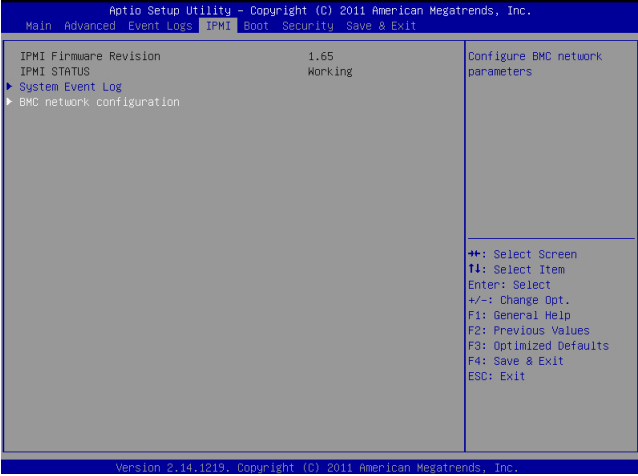 Aptio Setup Utility – Copyright (C) 2011 American Megatrends, Inc.
Main Advanced Event Logs IPMI Boot Security Save & Exit
IPMI Firmware Revision 1.65
IPMI STATUS Working
▶ System Event Log
▶ BMC network configuration
Configure BMC network
parameters
→←: Select Screen
↑↓: Select Item
Enter: Select
+/-: Change Opt.
F1: General Help
F2: Previous Values
F3: Optimized Defaults
F4: Save & Exit
ESC: Exit
Version 2.14.1219. Copyright (C) 2011 American Megatrends, Inc.